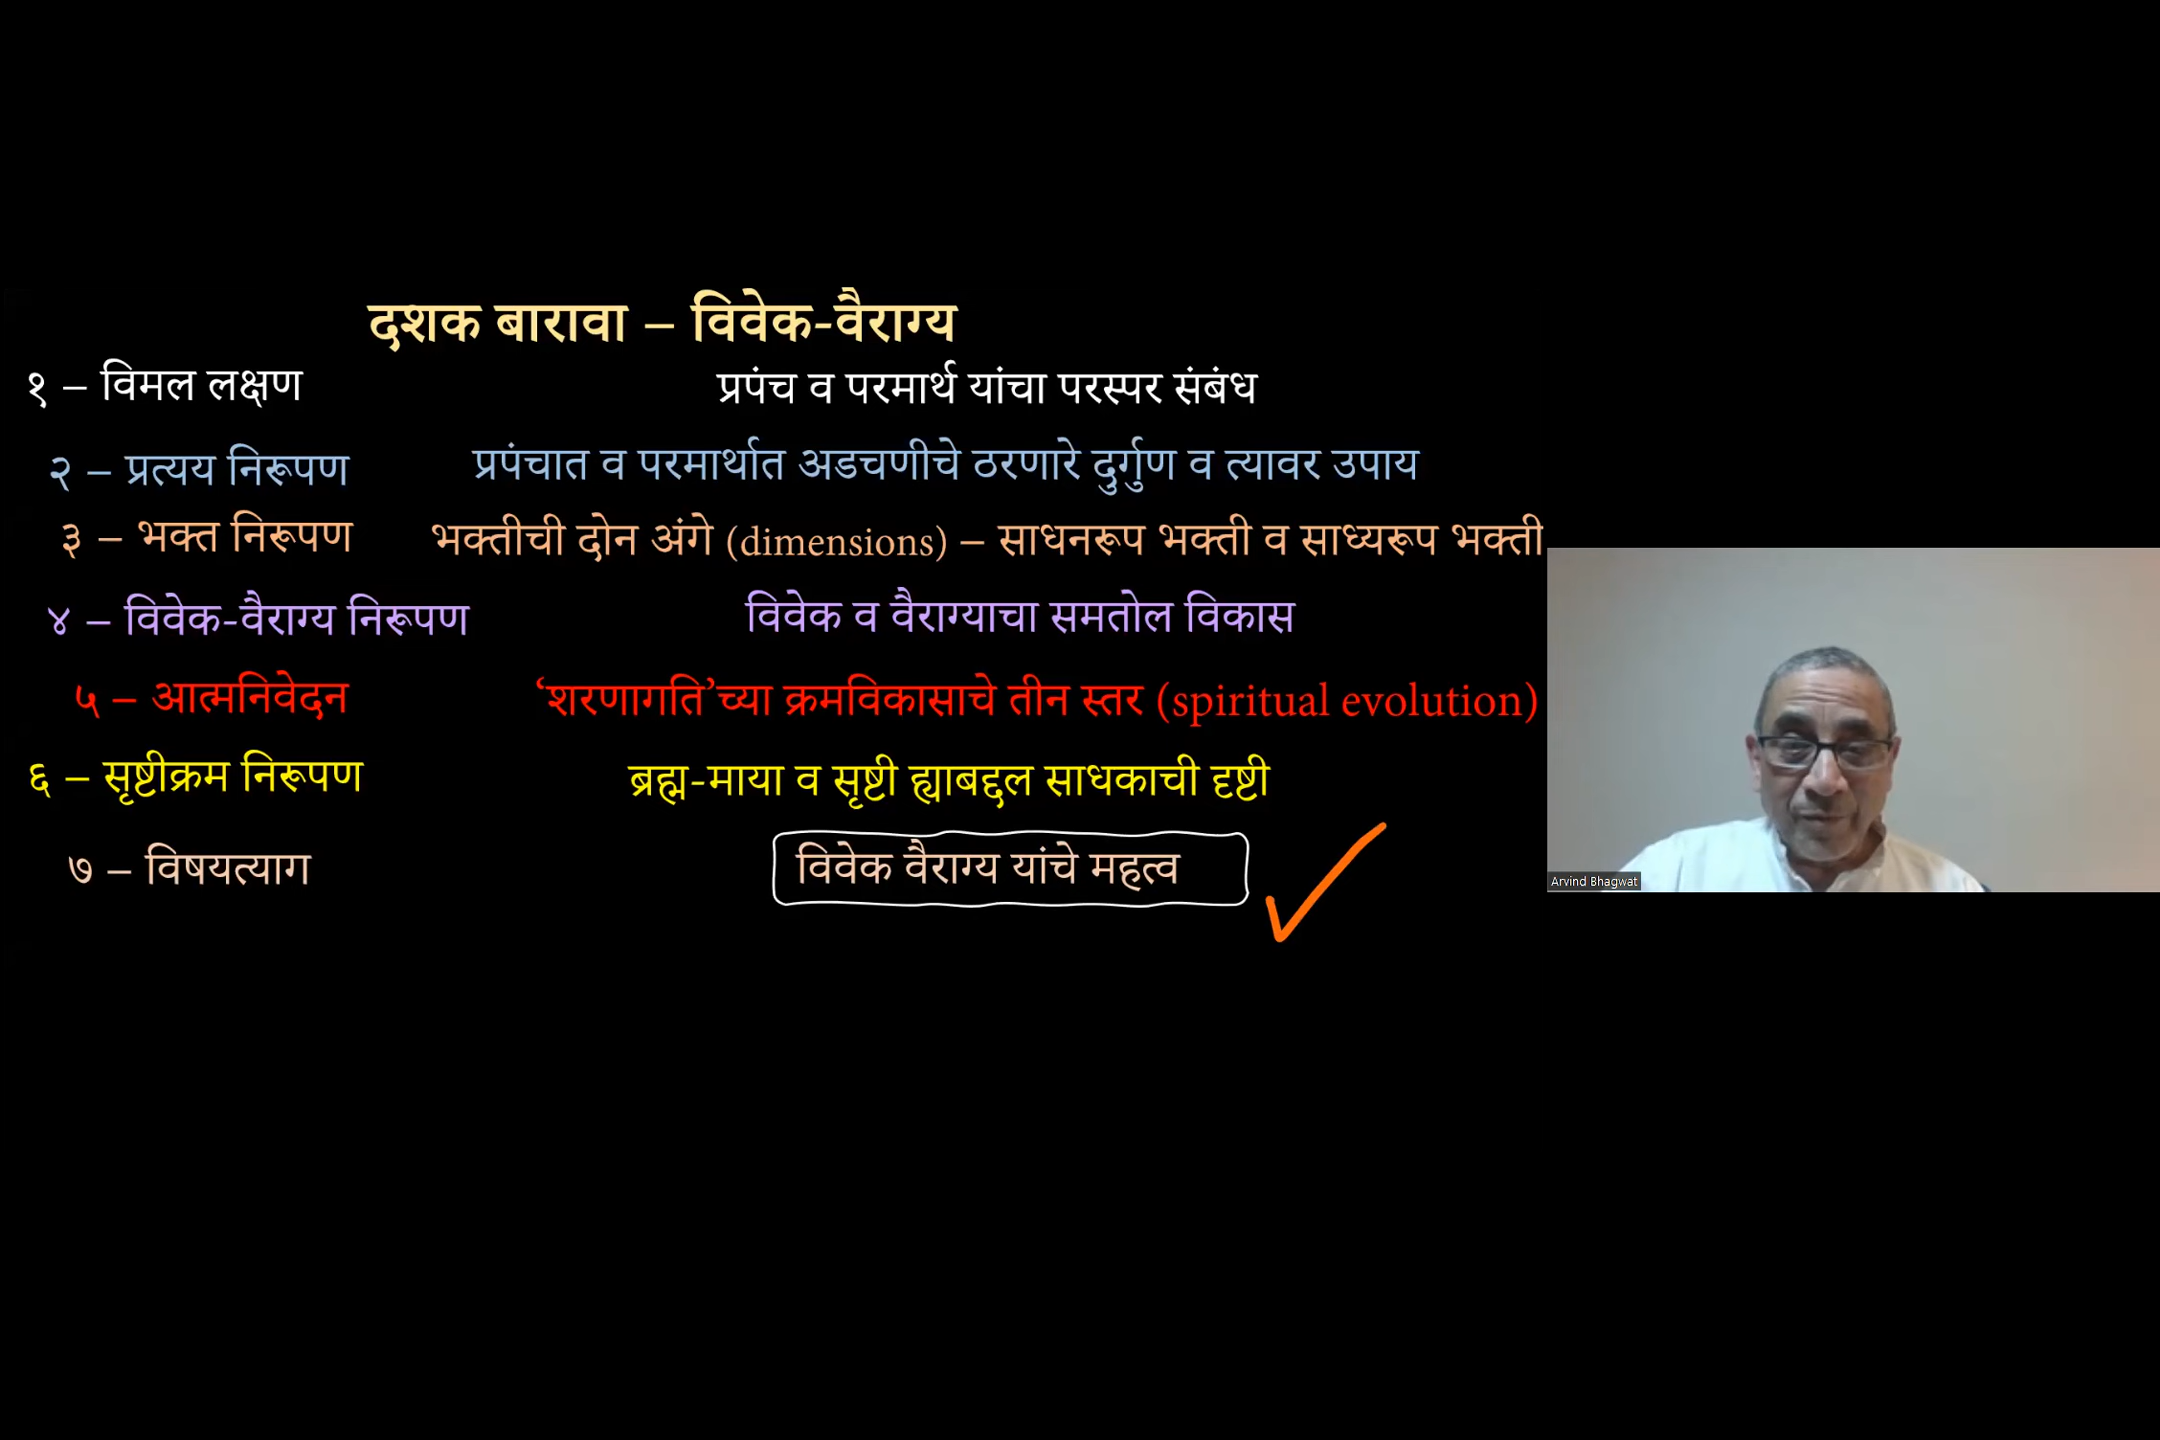 दशक बारावा – विवेक-वैराग्य
१ – विमल लक्षण प्रपंच व परमार्थ यांचा परस्पर संबंध
२ – प्रत्यय निरूपण प्रपंचात व परमार्थात अडचणीचे ठरणारे दुर्गुण व त्यावर उपाय
३ – भक्त निरूपण भक्तीची दोन अंगे (dimensions) – साधनरूप भक्ती व साध्यरूप भक्ती
४ – विवेक-वैराग्य निरूपण विवेक व वैराग्याचा समतोल विकास
५ – आत्मनिवेदन ‘शरणागति’च्या क्रमविकासाचे तीन स्तर (spiritual evolution)
६ – सृष्टीक्रम निरूपण ब्रह्म-माया व सृष्टी ह्याबद्दल साधकाची दृष्टी
७ – विषयत्याग विवेक वैराग्य यांचे महत्व
Arvind Bhagwat